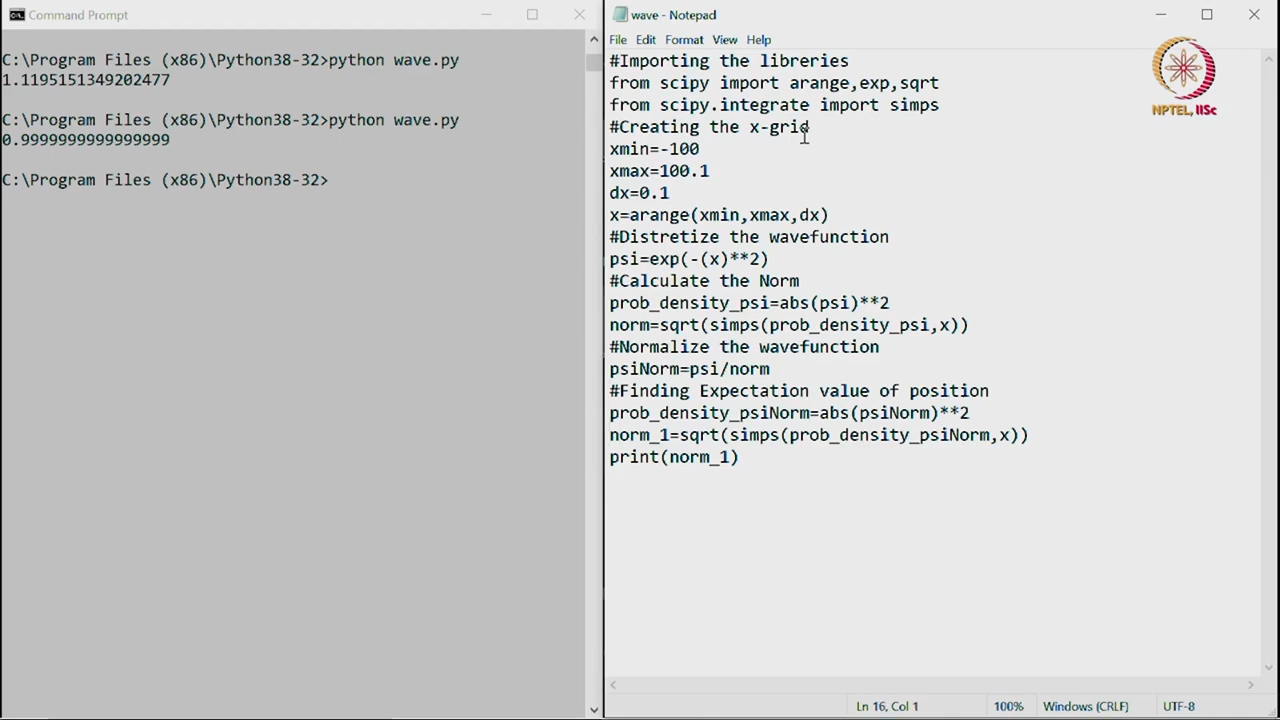 Command Prompt
C:\Program Files (x86)\Python38-32>python wave.py
1.1195151349202477
C:\Program Files (x86)\Python38-32>python wave.py
0.9999999999999999
C:\Program Files (x86)\Python38-32>
wave - Notepad
File Edit Format View Help
#Importing the libreries
from scipy import arange,exp,sqrt
from scipy.integrate import simps
#Creating the x-grid
xmin=-100
xmax=100.1
dx=0.1
x=arange(xmin,xmax,dx)
#Distretize the wavefunction
psi=exp(-(x)**2)
#Calculate the Norm
prob_density_psi=abs(psi)**2
norm=sqrt(simps(prob_density_psi,x))
#Normalize the wavefunction
psiNorm=psi/norm
#Finding Expectation value of position
prob_density_psiNorm=abs(psiNorm)**2
norm_1=sqrt(simps(prob_density_psiNorm,x))
print(norm_1)
NPTEL, IISc
Ln 16, Col 1 100% Windows (CRLF) UTF-8